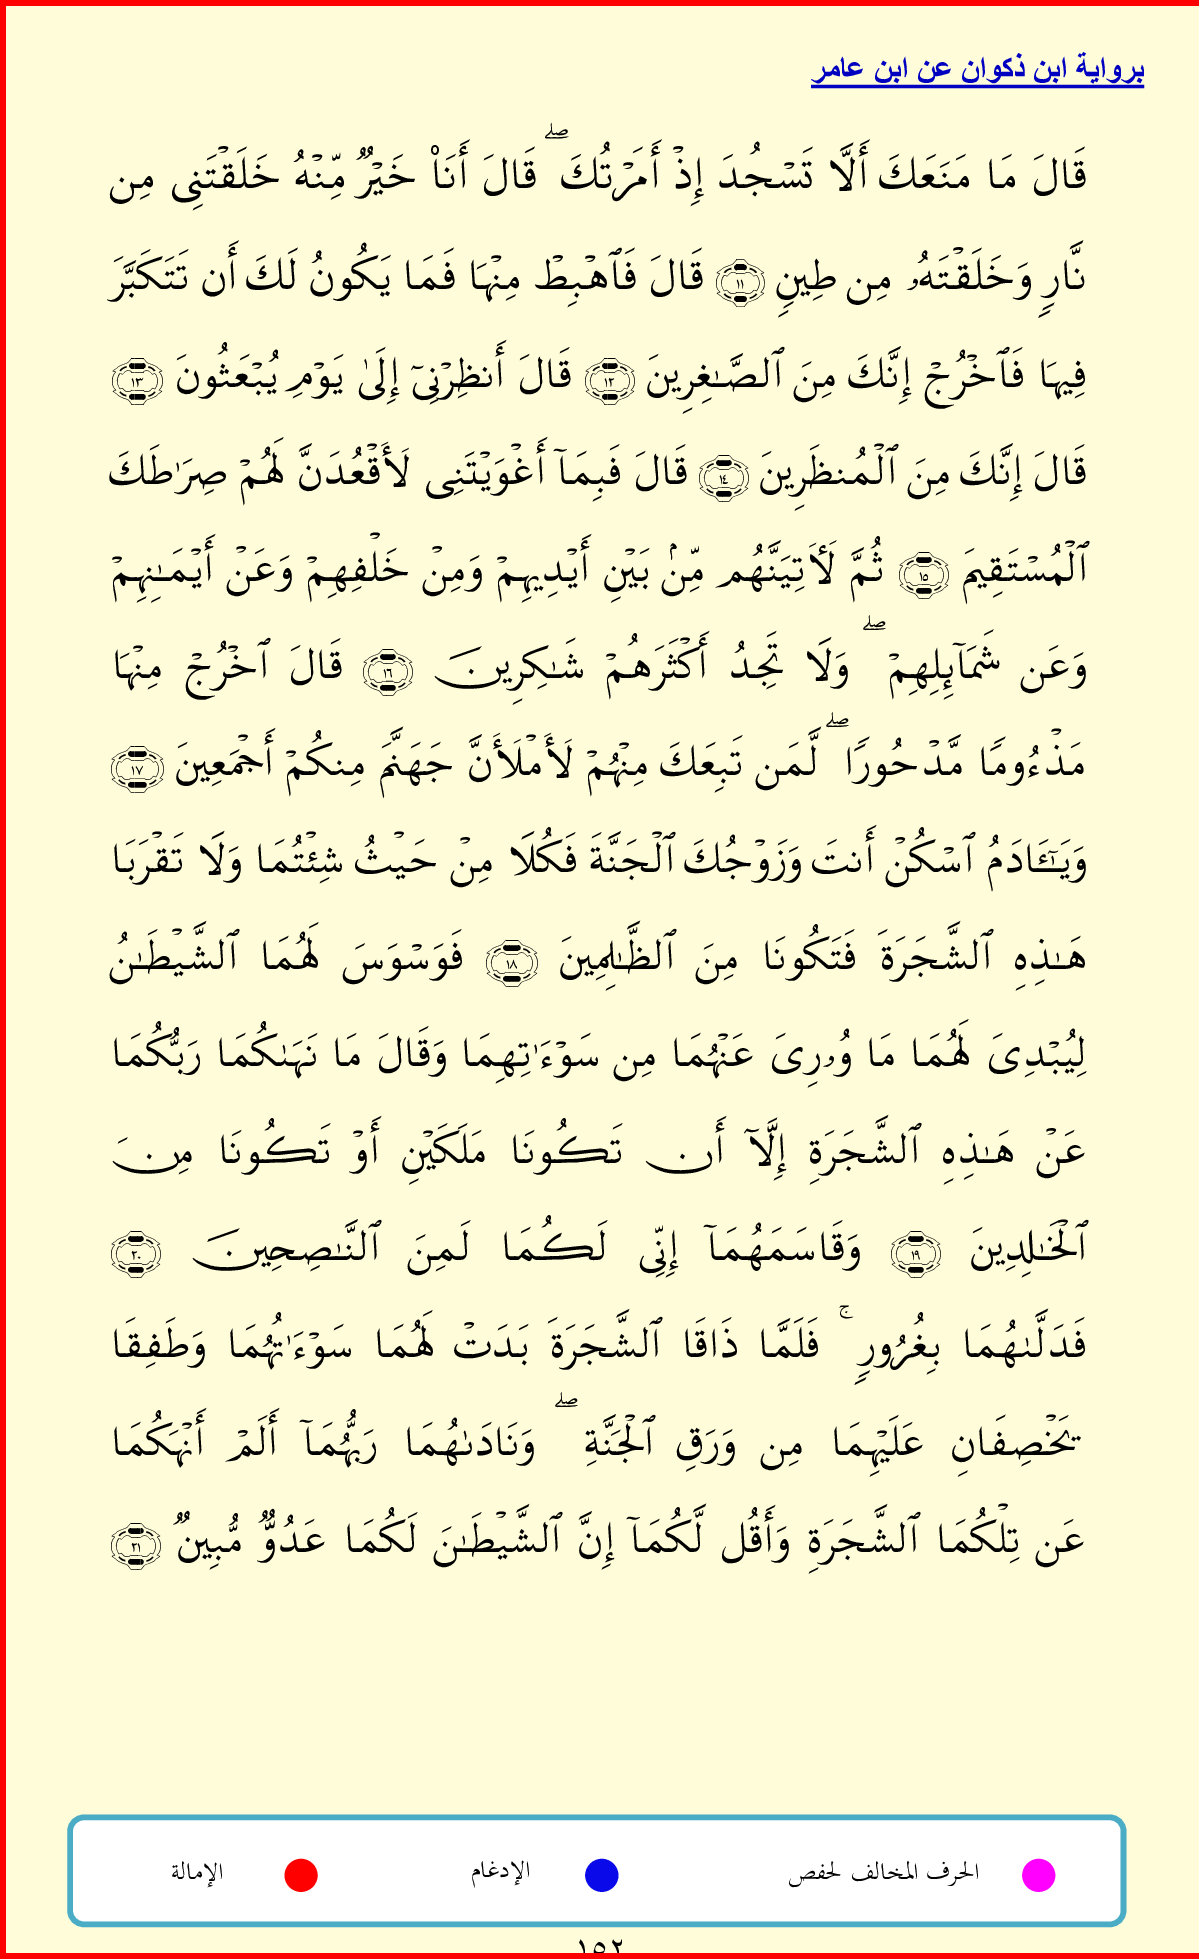 برواية ابن ذكوان عن ابن عامر
قَالَ مَا مَنَعَكَ أَلَّا تَسۡجُدَ إِذۡ أَمَرۡتُكَۖ قَالَ أَنَا۠ خَيۡرٞ مِّنۡهُ خَلَقۡتَنِى مِن
نَّارٖ وَخَلَقۡتَهُۥ مِن طِينٖ ١١ قَالَ فَٱهۡبِطۡ مِنۡهَا فَمَا يَكُونُ لَكَ أَن تَتَكَبَّرَ
فِيهَا فَٱخۡرُجۡ إِنَّكَ مِنَ ٱلصَّٰغِرِينَ ١٢ قَالَ أَنظِرۡنِىٓ إِلَىٰ يَوۡمِ يُبۡعَثُونَ ١٣
قَالَ إِنَّكَ مِنَ ٱلۡمُنظَرِينَ ١٤ قَالَ فَبِمَآ أَغۡوَيۡتَنِى لَأَقۡعُدَنَّ لَهُمۡ صِرَٰطَكَ
ٱلۡمُسۡتَقِيمَ ١٥ ثُمَّ لَأٓتِيَنَّهُم مِّنۢ بَيۡنِ أَيۡدِيهِمۡ وَمِنۡ خَلۡفِهِمۡ وَعَنۡ أَيۡمَٰنِهِمۡ
وَعَن شَمَآئِلِهِمۡۖ وَلَا تَجِدُ أَكۡثَرَهُمۡ شَٰكِرِينَ ١٦ قَالَ ٱخۡرُجۡ مِنۡهَا
مَذۡءُومٗا مَّدۡحُورٗاۖ لَّمَن تَبِعَكَ مِنۡهُمۡ لَأَمۡلَأَنَّ جَهَنَّمَ مِنكُمۡ أَجۡمَعِينَ ١٧
وَيَٰٓـَٔادَمُ ٱسۡكُنۡ أَنتَ وَزَوۡجُكَ ٱلۡجَنَّةَ فَكُلَا مِنۡ حَيۡثُ شِئۡتُمَا وَلَا تَقۡرَبَا
هَٰذِهِ ٱلشَّجَرَةَ فَتَكُونَا مِنَ ٱلظَّٰلِمِينَ ١٨ فَوَسۡوَسَ لَهُمَا ٱلشَّيۡطَٰنُ
لِيُبۡدِىَ لَهُمَا مَا وُۥرِىَ عَنۡهُمَا مِن سَوۡءَٰتِهِمَا وَقَالَ مَا نَهَىٰكُمَا رَبُّكُمَا
عَنۡ هَٰذِهِ ٱلشَّجَرَةِ إِلَّآ أَن تَكُونَا مَلَكَيۡنِ أَوۡ تَكُونَا مِنَ
ٱلۡخَٰلِدِينَ ١٩ وَقَاسَمَهُمَآ إِنِّى لَكُمَا لَمِنَ ٱلنَّٰصِحِينَ ٢٠
فَدَلَّىٰهُمَا بِغُرُورٖۚ فَلَمَّا ذَاقَا ٱلشَّجَرَةَ بَدَتۡ لَهُمَا سَوۡءَٰتُهُمَا وَطَفِقَا
يَخۡصِفَانِ عَلَيۡهِمَا مِن وَرَقِ ٱلۡجَنَّةِۖ وَنَادَىٰهُمَا رَبُّهُمَآ أَلَمۡ أَنۡهَكُمَا
عَن تِلۡكُمَا ٱلشَّجَرَةِ وَأَقُل لَّكُمَآ إِنَّ ٱلشَّيۡطَٰنَ لَكُمَا عَدُوّٞ مُّبِينٞ ٢١
الحرف المخالف لحفص الإدغام الإمالة
١٥٢